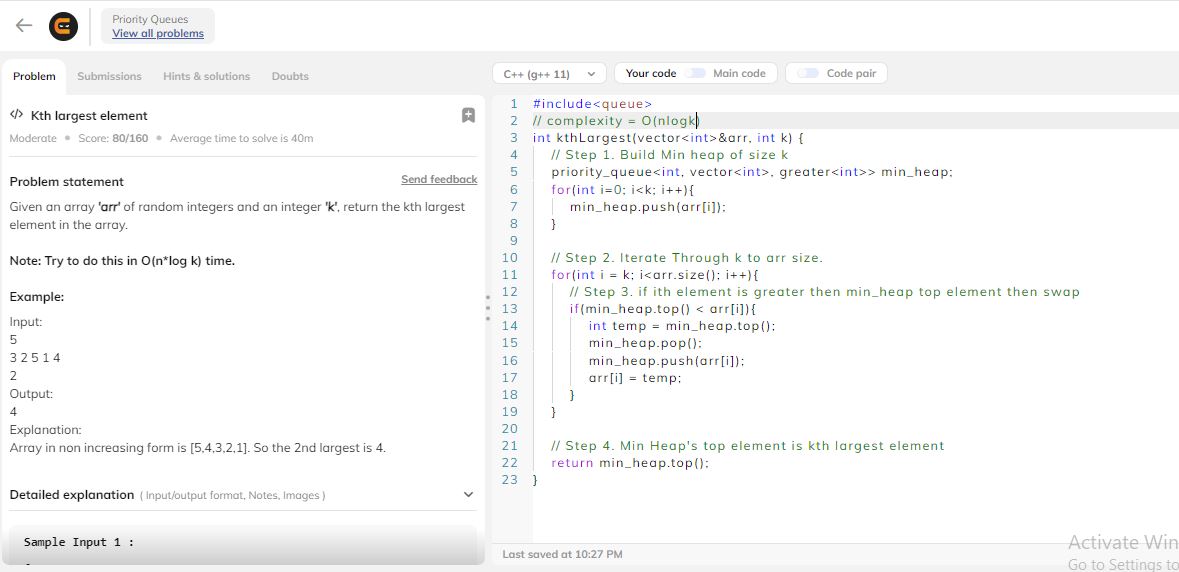 Priority Queues
View all problems
Problem Submissions Hints & solutions Doubts
</> Kth largest element
Moderate • Score: 80/160 • Average time to solve is 40m
Problem statement Send feedback
Given an array 'arr' of random integers and an integer 'k', return the kth largest
element in the array.
Note: Try to do this in O(n*log k) time.
Example:
Input:
5
3 2 5 1 4
2
Output:
4
Explanation:
Array in non increasing form is [5,4,3,2,1]. So the 2nd largest is 4.
Detailed explanation ( Input/output format, Notes, Images )
Sample Input 1 :
C++ (g++ 11) Your code Main code Code pair
1 #include<queue>
2 // complexity = O(nlogk)
3 int kthLargest(vector<int>&arr, int k) {
4 // Step 1. Build Min heap of size k
5 priority_queue<int, vector<int>, greater<int>> min_heap;
6 for(int i=0; i<k; i++){
7 min_heap.push(arr[i]);
8 }
9
10 // Step 2. Iterate Through k to arr size.
11 for(int i = k; i<arr.size(); i++){
12 // Step 3. if ith element is greater then min_heap top element then swap
13 if(min_heap.top() < arr[i]){
14 int temp = min_heap.top();
15 min_heap.pop();
16 min_heap.push(arr[i]);
17 arr[i] = temp;
18 }
19 }
20
21 // Step 4. Min Heap's top element is kth largest element
22 return min_heap.top();
23 }
Last saved at 10:27 PM
Activate Win
Go to Settings to